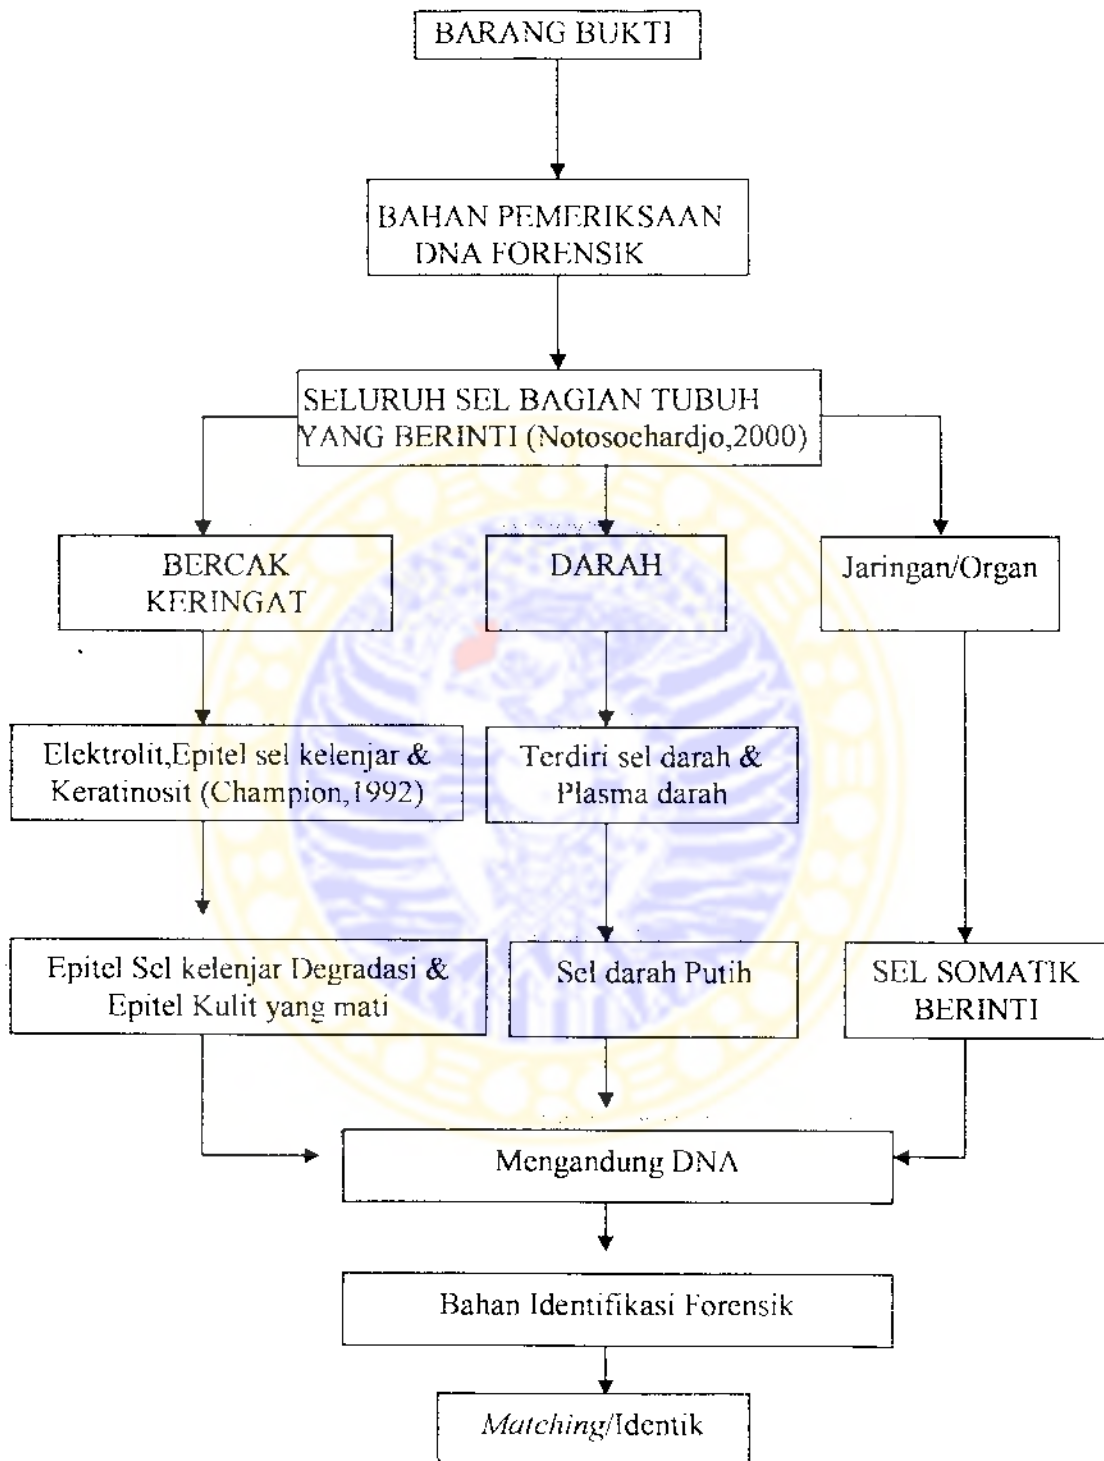 BARANG BUKTI
BAHAN PEMERIKSAAN
DNA FORENSIK
SELURUH SEL BAGIAN TUBUH
YANG BERINTI (Notosoehardjo,2000)
BERCAK
KERINGAT
DARAH
Jaringan/Organ
Elektrolit,Epitel sel kelenjar &
Keratinosit (Champion,1992)
Terdiri sel darah &
Plasma darah
Epitel Sel kelenjar Degradasi &
Epitel Kulit yang mati
Sel darah Putih
SEL SOMATIK
BERINTI
Mengandung DNA
Bahan Identifikasi Forensik
Matching/Identik